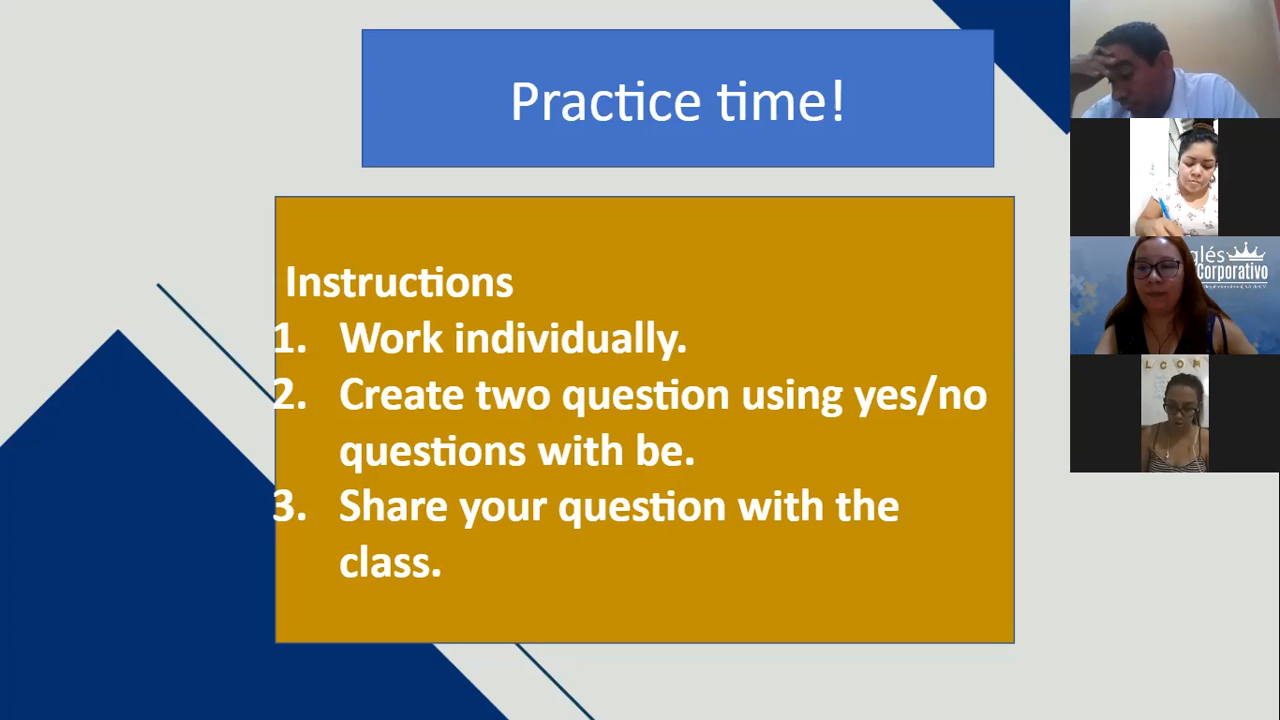 Practice time!
Instructions
1. Work individually.
2. Create two question using yes/no
questions with be.
3. Share your question with the
class.
glés
Corporativo
L C O M